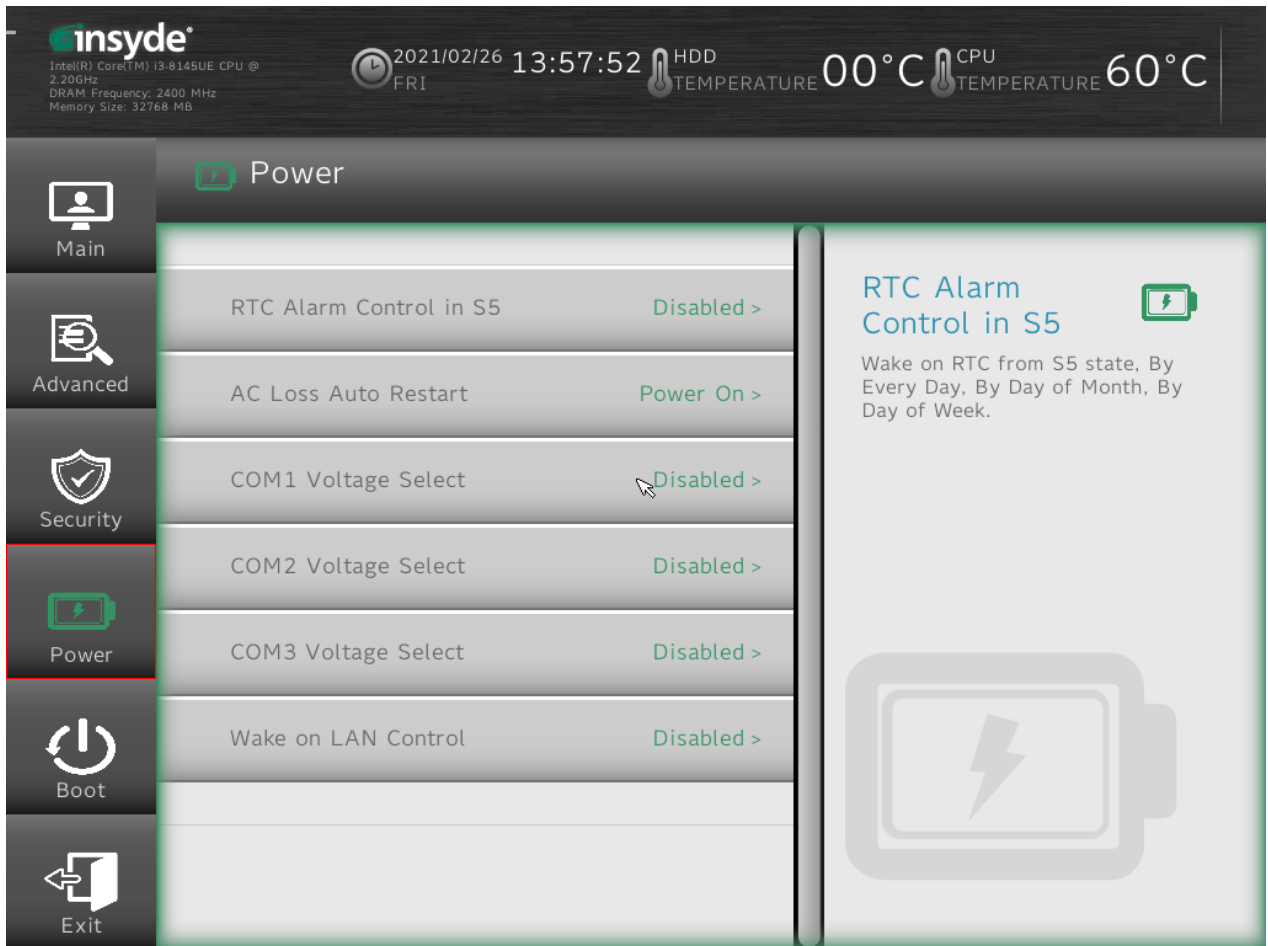 insyde®
Intel(R) Core(TM) i3-8145UE CPU @
2.20GHz
DRAM Frequency: 2400 MHz
Memory Size: 32768 MB
2021/02/26
FRI
13:57:52
HDD
TEMPERATURE
00°C
CPU
TEMPERATURE
60°C
Main
Advanced
Security
Power
Boot
Exit
Power
RTC Alarm Control in S5 Disabled >
AC Loss Auto Restart Power On >
COM1 Voltage Select Disabled >
COM2 Voltage Select Disabled >
COM3 Voltage Select Disabled >
Wake on LAN Control Disabled >
RTC Alarm
Control in S5
Wake on RTC from S5 state, By
Every Day, By Day of Month, By
Day of Week.